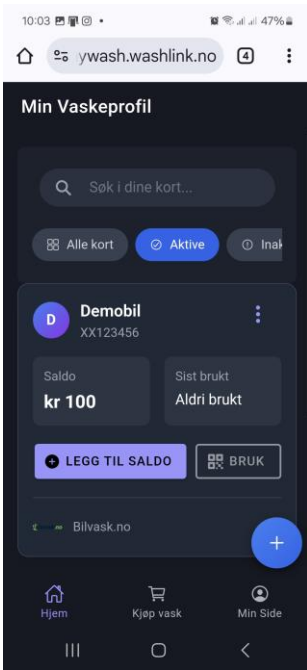 10:03
47%
ywash.washlink.no
4
Min Vaskeprofil
Søk i dine kort...
Alle kort
Aktive
Inak
D
Demobil
XX123456
Saldo
kr 100
Sist brukt
Aldri brukt
LEGG TIL SALDO
BRUK
Bilvask.no
Hjem
Kjøp vask
Min Side